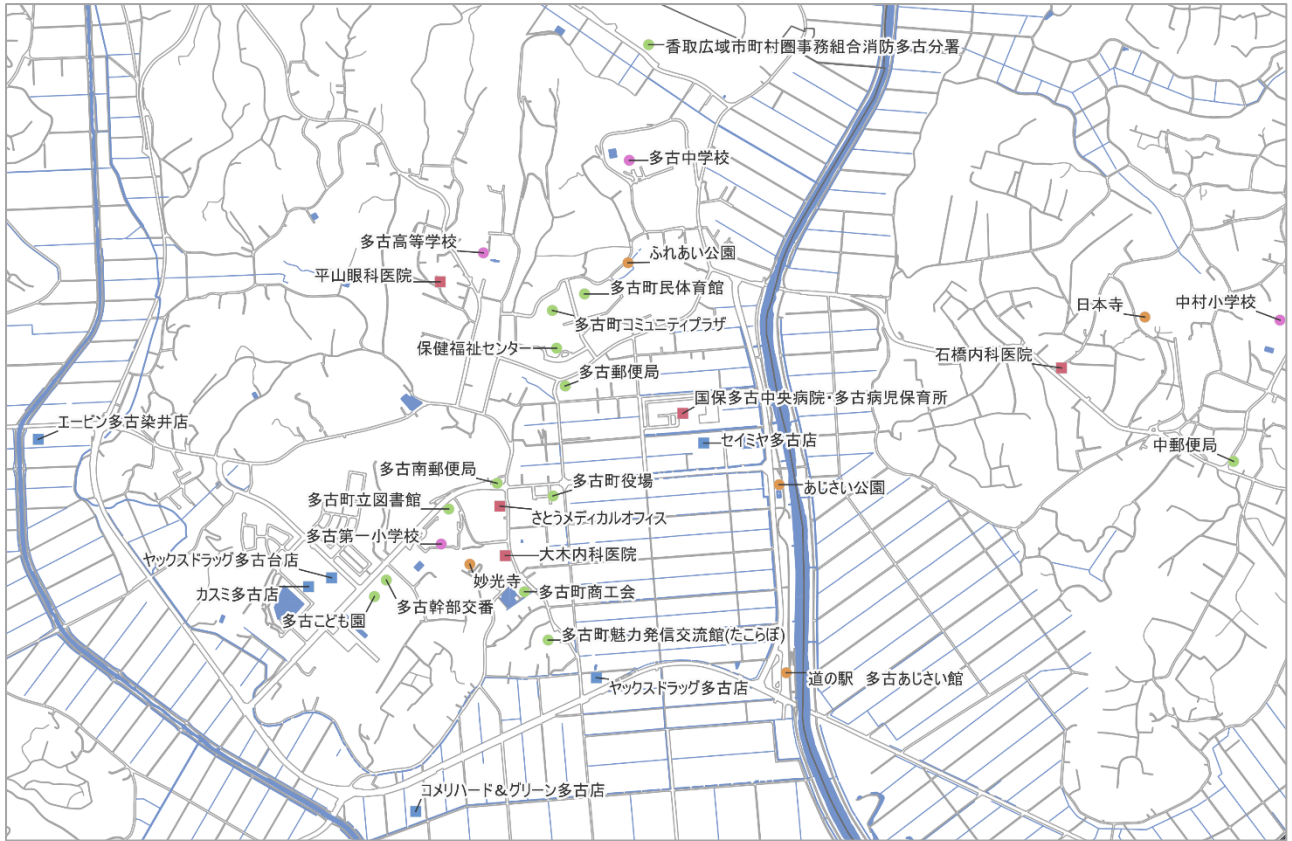 香取広域市町村圏事務組合消防多古分署
多古中学校
多古高等学校
ふれあい公園
平山眼科医院
多古町民体育館
日本寺
中村小学校
多古町コミュニティプラザ
保健福祉センター
石橋内科医院
多古郵便局
国保多古中央病院・多古病児保育所
エービン多古染井店
セイミヤ多古店
中郵便局
多古南郵便局
あじさい公園
多古町役場
多古町立図書館
さとうメディカルオフィス
多古第一小学校
ヤックスドラッグ多古台店
大木内科医院
妙光寺
カスミ多古店
多古幹部交番
多古町商工会
多古こども園
多古町魅力発信交流館(たこらぼ)
道の駅　多古あじさい館
ヤックスドラッグ多古店
コメリハード＆グリーン多古店